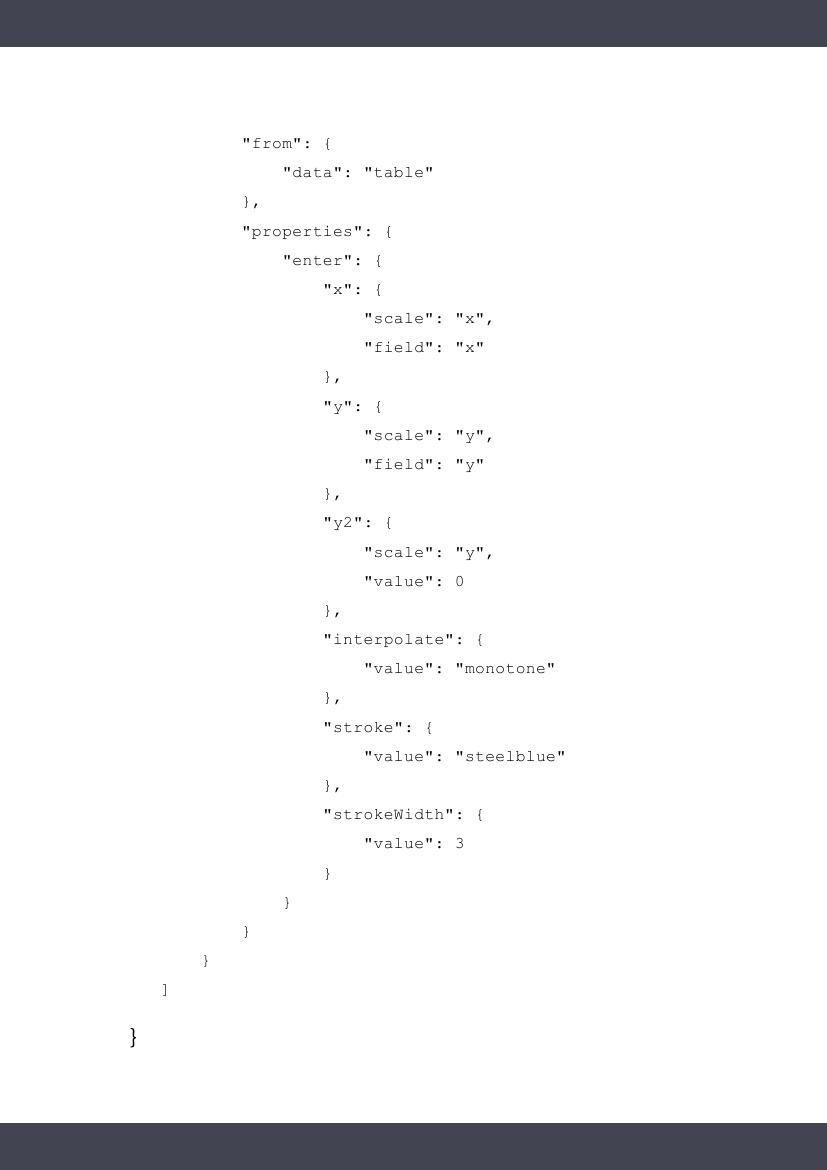 "from": {
"data": "table"
},
"properties": {
"enter": {
"x": {
"scale": "x",
"field": "x"
},
"y": {
"scale": "y",
"field": "y"
},
"y2": {
"scale": "y",
"value": 0
},
"interpolate": {
"value": "monotone"
},
"stroke": {
"value": "steelblue"
},
"strokeWidth": {
"value": 3
}
}
}
}
]
}